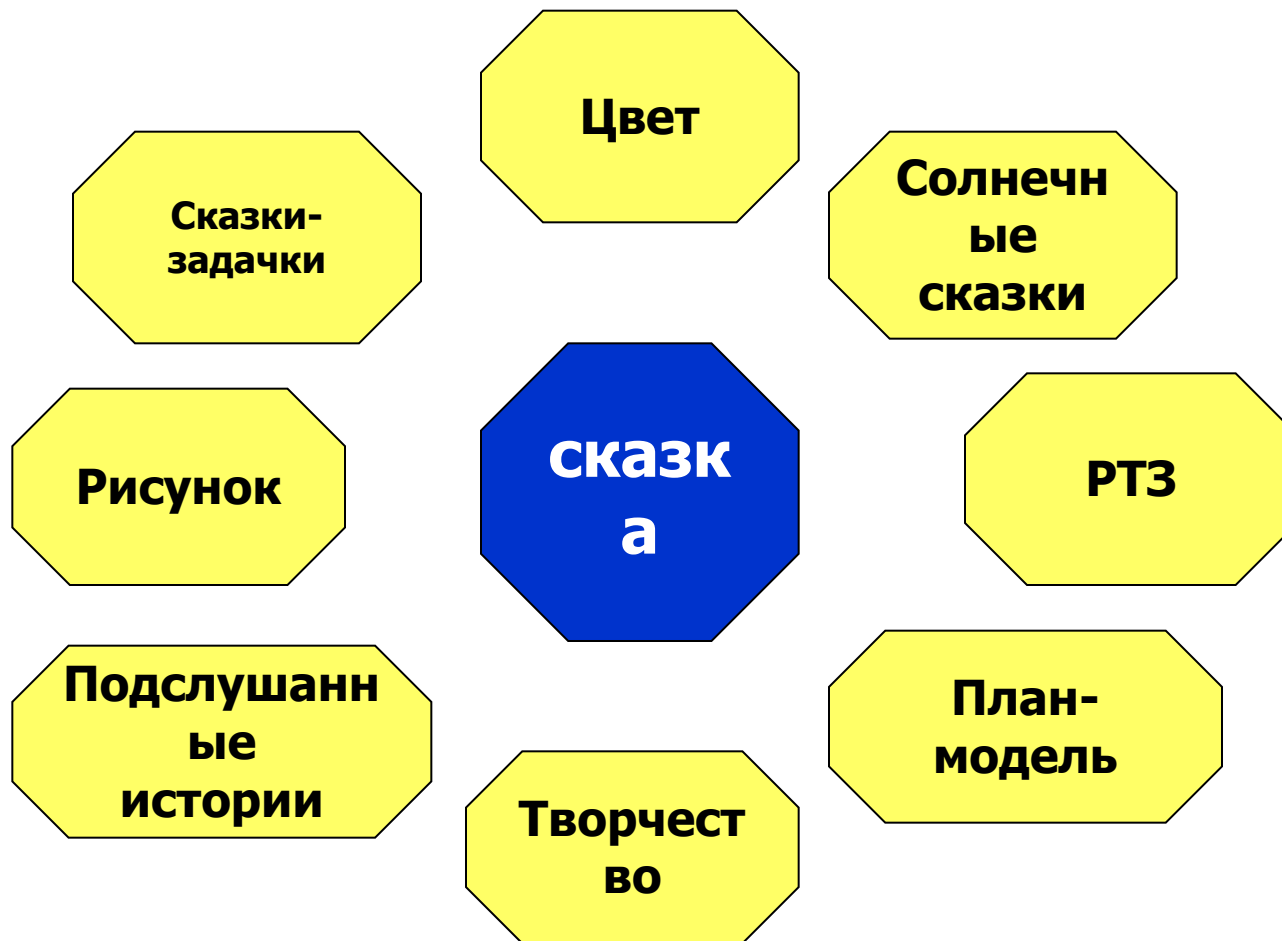 Цвет
Солнечн
ые
сказки
Сказки-
задачки
сказк
а
Рисунок
РТЗ
Подслушанн
ые
истории
План-
модель
Творчест
во